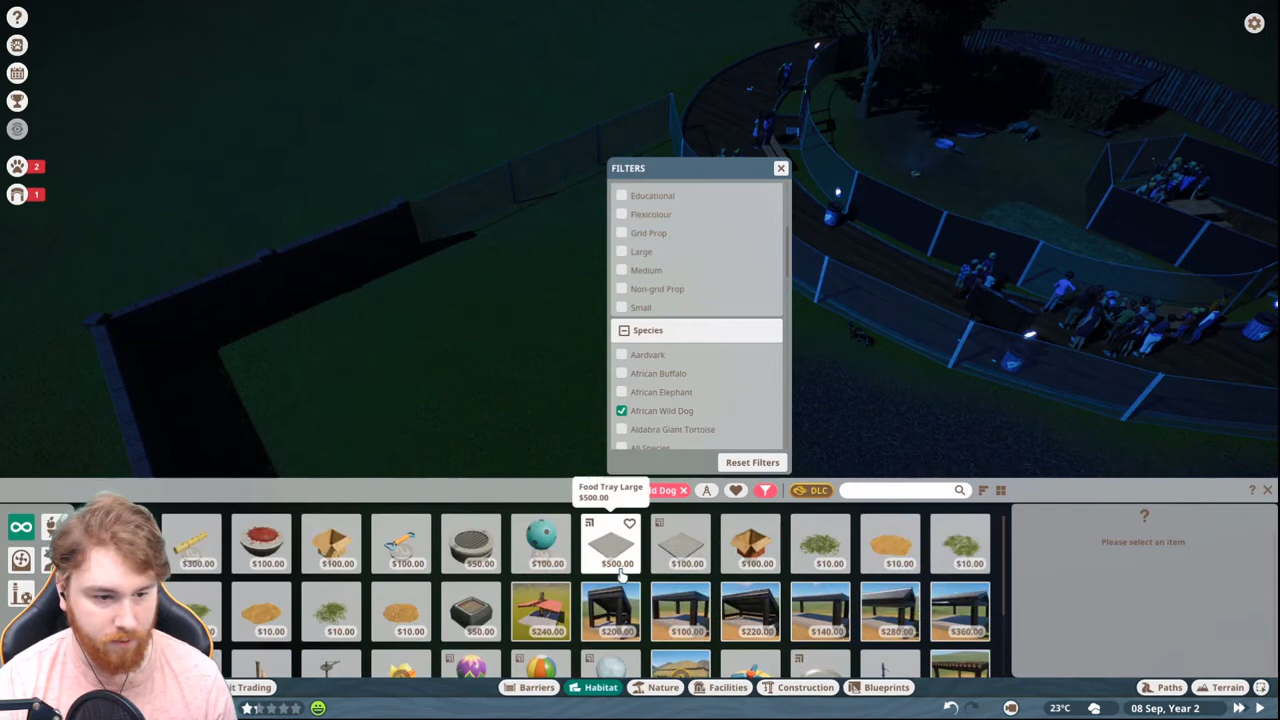 2
1
FILTERS
Educational
Flexicolour
Grid Prop
Large
Medium
Non-grid Prop
Small
Species
Aardvark
African Buffalo
African Elephant
African Wild Dog
Aldabra Giant Tortoise
All Species
Reset Filters
Food Tray Large
$500.00
ld Dog
DLC
?
$300.00
$100.00
$100.00
$100.00
$50.00
$100.00
$500.00
$100.00
$100.00
$10.00
$10.00
$10.00
?
Please select an item
$10.00
$10.00
$10.00
$50.00
$240.00
$200.00
$100.00
$220.00
$140.00
$280.00
$360.00
it Trading
Barriers
Habitat
Nature
Facilities
Construction
Blueprints
Paths
Terrain
23°C
08 Sep, Year 2